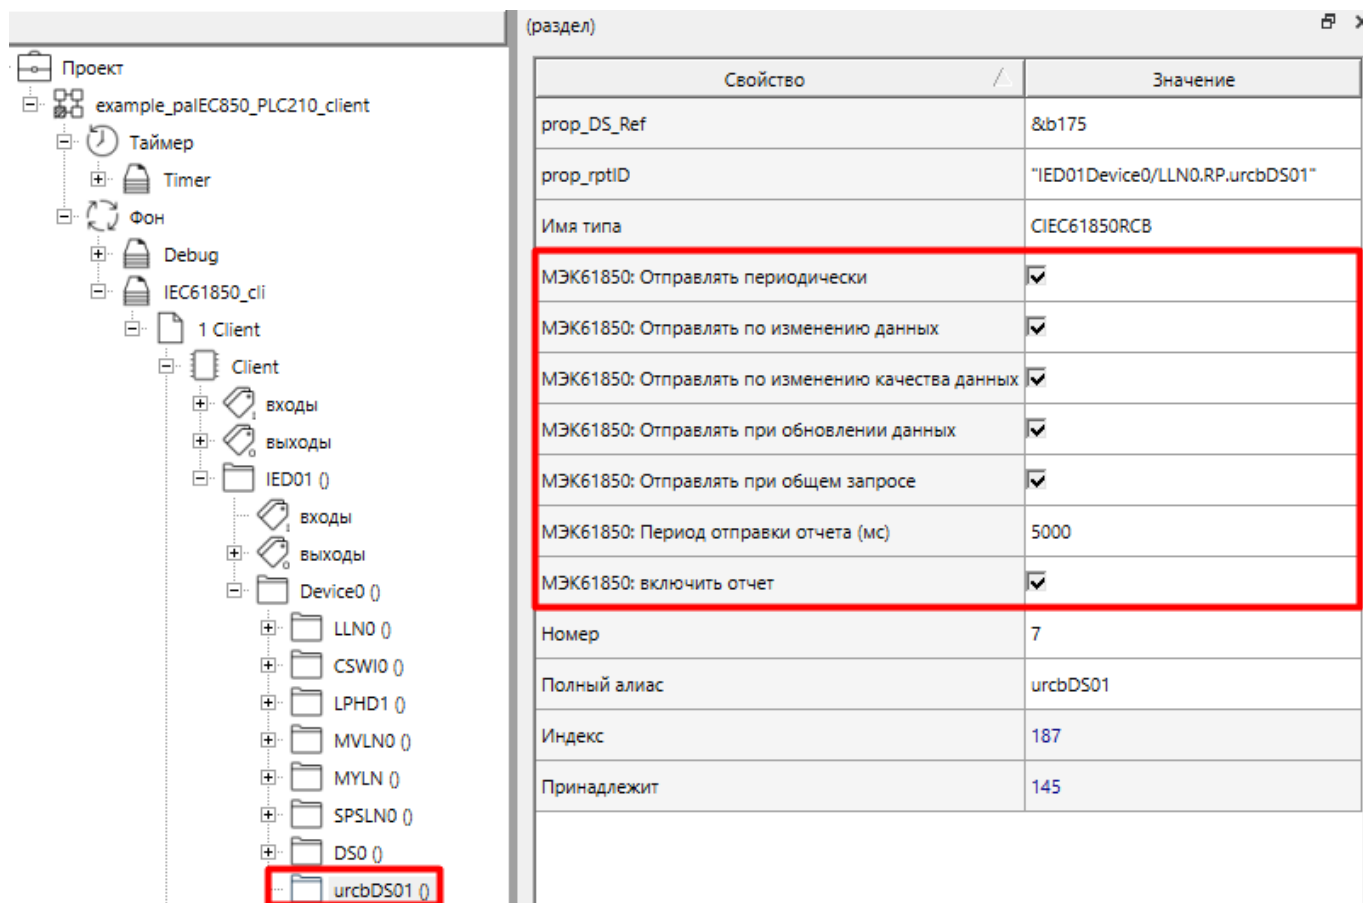 (раздел)
Проект
example_paIEC850_PLC210_client
Таймер
Timer
Фон
Debug
IEC61850_cli
1 Client
Client
входы
выходы
IED01 ()
входы
выходы
Device0 ()
LLN0 ()
CSWI0 ()
LPHD1 ()
MVLN0 ()
MYLN ()
SPSLN0 ()
DS0 ()
urcbDS01 ()
Свойство Значение
prop_DS_Ref &b175
prop_rptID "IED01Device0/LLN0.RP.urcbDS01"
Имя типа CIEC61850RCB
МЭК61850: Отправлять периодически
МЭК61850: Отправлять по изменению данных
МЭК61850: Отправлять по изменению качества данных
МЭК61850: Отправлять при обновлении данных
МЭК61850: Отправлять при общем запросе
МЭК61850: Период отправки отчета (мс) 5000
МЭК61850: включить отчет
Номер 7
Полный алиас urcbDS01
Индекс 187
Принадлежит 145